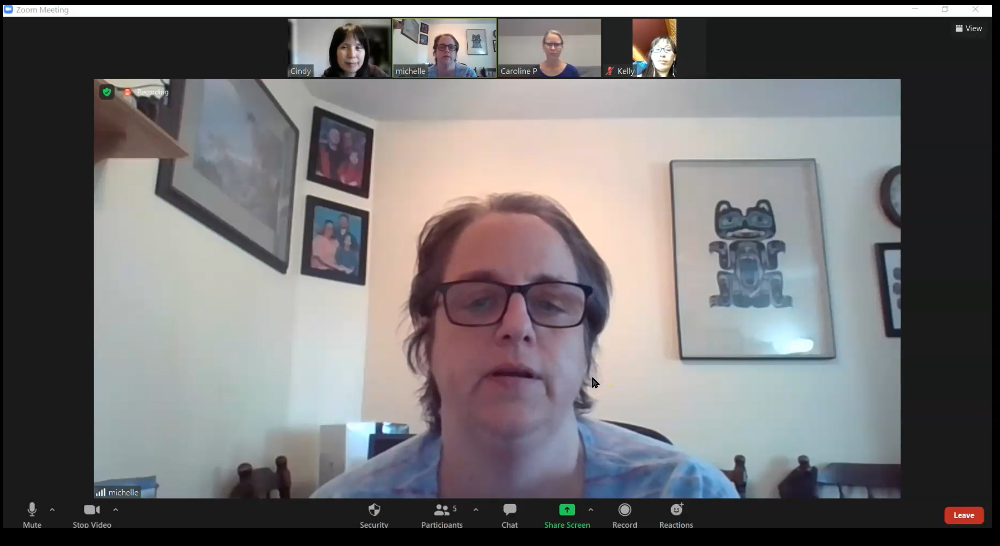 Zoom Meeting
View
Cindy
michelle
Caroline P
Kelly
Recording
michelle
Mute
Stop Video
Security
Participants
5
Chat
Share Screen
Record
Reactions
Leave